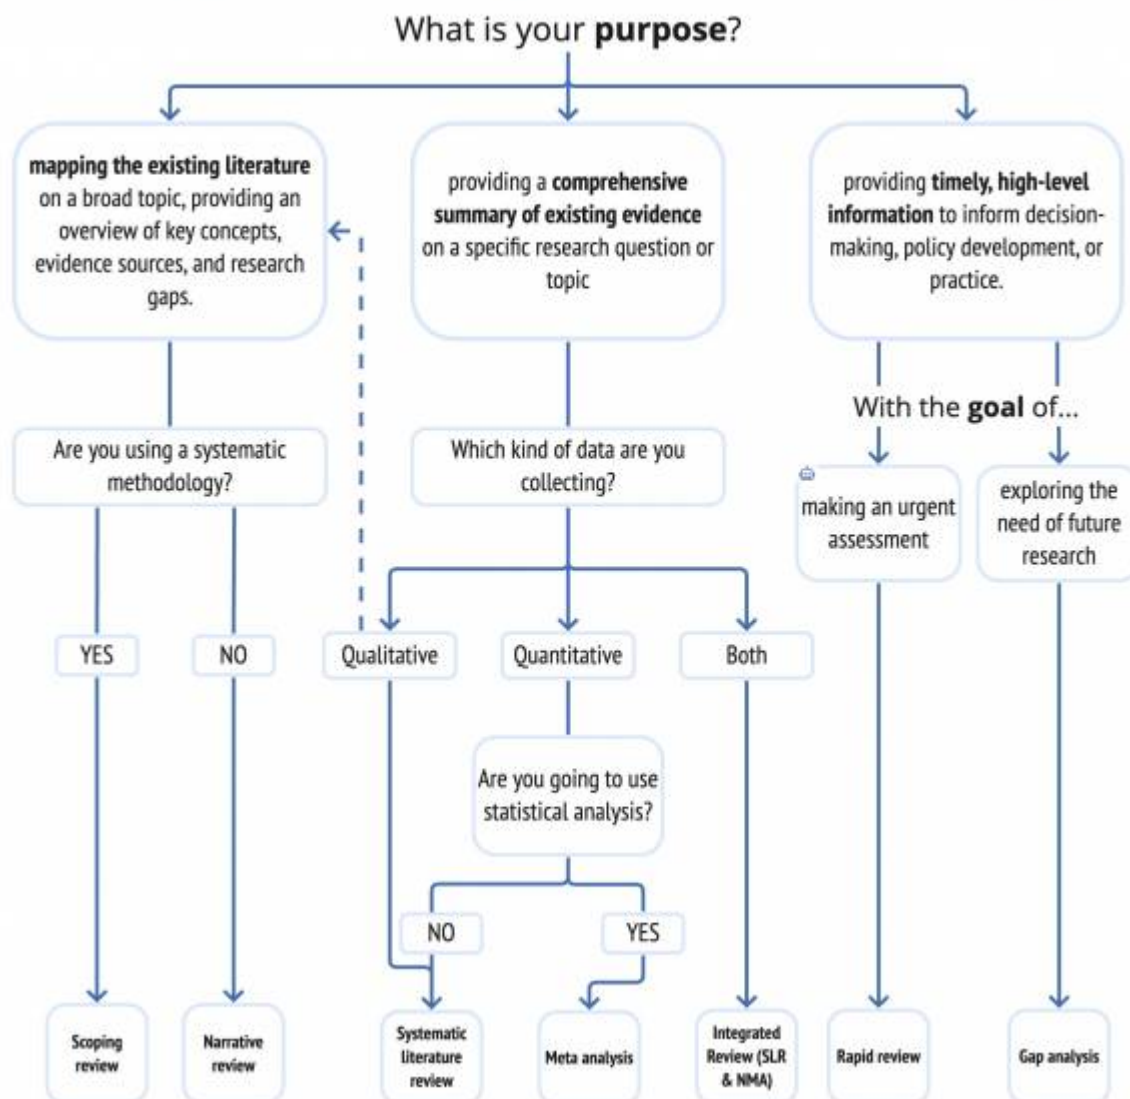 What is your purpose?
mapping the existing literature
on a broad topic, providing an
overview of key concepts,
evidence sources, and research
gaps.
providing a comprehensive
summary of existing evidence
on a specific research question or
topic
providing timely, high-level
information to inform decision-
making, policy development, or
practice.
With the goal of...
Are you using a systematic
methodology?
Which kind of data are you
collecting?
making an urgent
assessment
exploring the
need of future
research
YES
NO
Qualitative
Quantitative
Both
Are you going to use
statistical analysis?
NO
YES
Scoping
review
Narrative
review
Systematic
literature
review
Meta analysis
Integrated
Review (SLR
& NMA)
Rapid review
Gap analysis